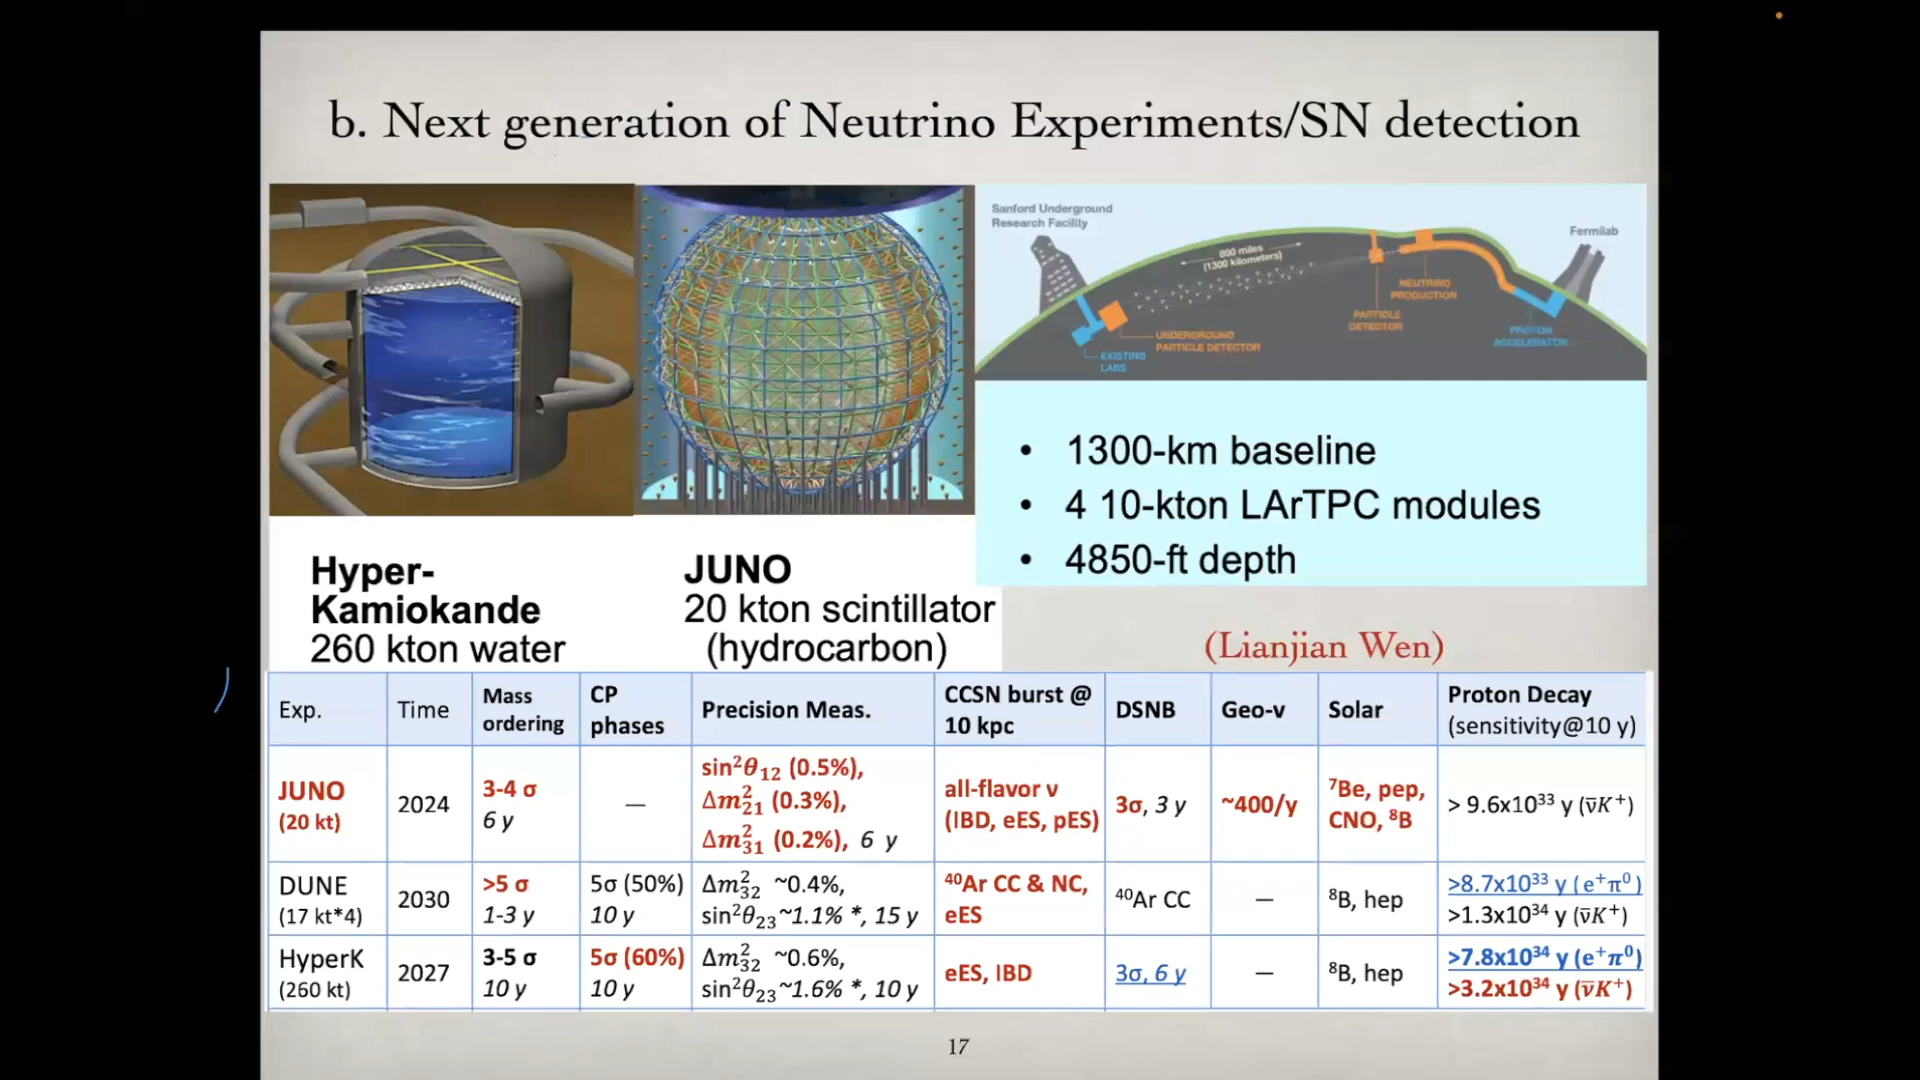 b. Next generation of Neutrino Experiments/SN detection
Sanford Underground
Research Facility
Fermilab
800 miles
(1300 kilometers)
NEUTRINO
PRODUCTION
PARTICLE
DETECTOR
PROTON
ACCELERATOR
UNDERGROUND
PARTICLE DETECTOR
EXISTING
LABS
• 1300-km baseline
• 4 10-kton LArTPC modules
• 4850-ft depth
Hyper-
Kamiokande
260 kton water
JUNO
20 kton scintillator
(hydrocarbon)
(Lianjian Wen)
Exp. Time Mass ordering CP phases Precision Meas. CCSN burst @ 10 kpc DSNB Geo-ν Solar Proton Decay (sensitivity@10 y)
JUNO (20 kt) 2024 3-4 σ 6 y — sin²θ₁₂ (0.5%), Δm²₂₁ (0.3%), Δm²₃₁ (0.2%), 6 y all-flavor ν (IBD, eES, pES) 3σ, 3 y ~400/y ⁷Be, pep, CNO, ⁸B > 9.6x10³³ y (ν̄K⁺)
DUNE (17 kt*4) 2030 >5 σ 1-3 y 5σ (50%) 10 y Δm²₃₂ ~0.4%, sin²θ₂₃~1.1% *, 15 y ⁴⁰Ar CC & NC, eES ⁴⁰Ar CC — ⁸B, hep >8.7x10³³ y (e⁺π⁰) >1.3x10³⁴ y (ν̄K⁺)
HyperK (260 kt) 2027 3-5 σ 10 y 5σ (60%) 10 y Δm²₃₂ ~0.6%, sin²θ₂₃~1.6% *, 10 y eES, IBD 3σ, 6 y — ⁸B, hep >7.8x10³⁴ y (e⁺π⁰) >3.2x10³⁴ y (ν̄K⁺)
17